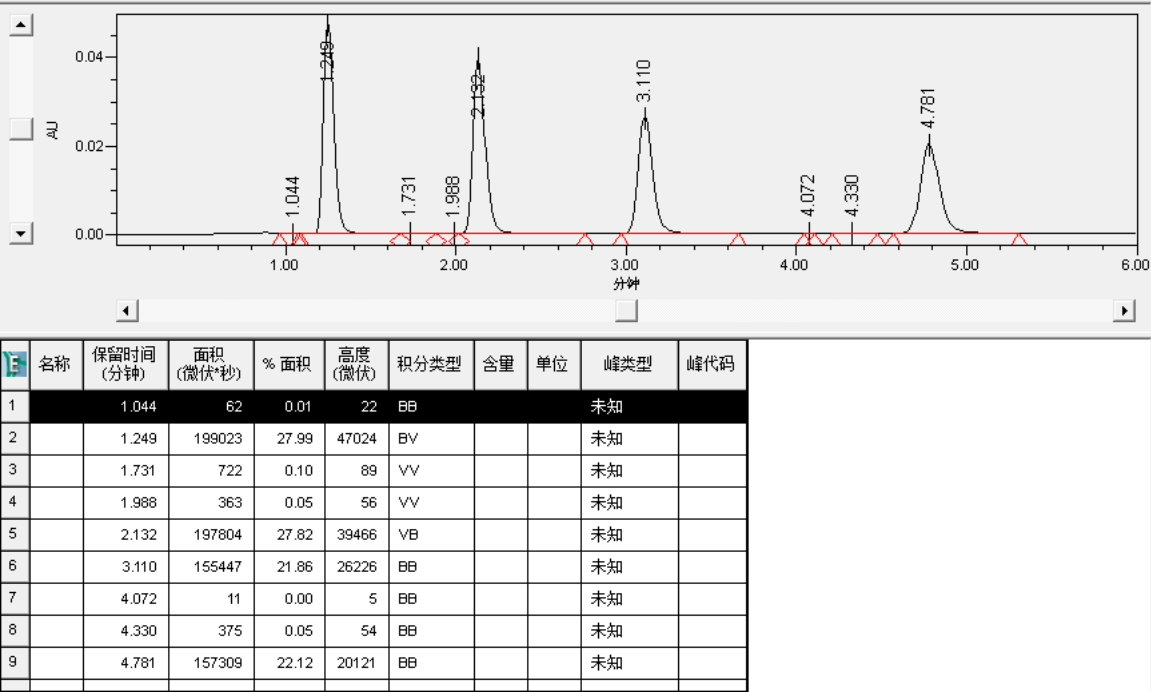 AU
0.04
0.02
0.00
1.044
1.249
1.731
1.988
2.132
3.110
4.072
4.330
4.781
1.00 2.00 3.00 4.00 5.00 6.00
分钟
名称 保留时间 (分钟) 面积 (微伏*秒) % 面积 高度 (微伏) 积分类型 含量 单位 峰类型 峰代码
1 1.044 62 0.01 22 BB 未知
2 1.249 199023 27.99 47024 BV 未知
3 1.731 722 0.10 89 VV 未知
4 1.988 363 0.05 56 VV 未知
5 2.132 197804 27.82 39466 VB 未知
6 3.110 155447 21.86 26226 BB 未知
7 4.072 11 0.00 5 BB 未知
8 4.330 375 0.05 54 BB 未知
9 4.781 157309 22.12 20121 BB 未知